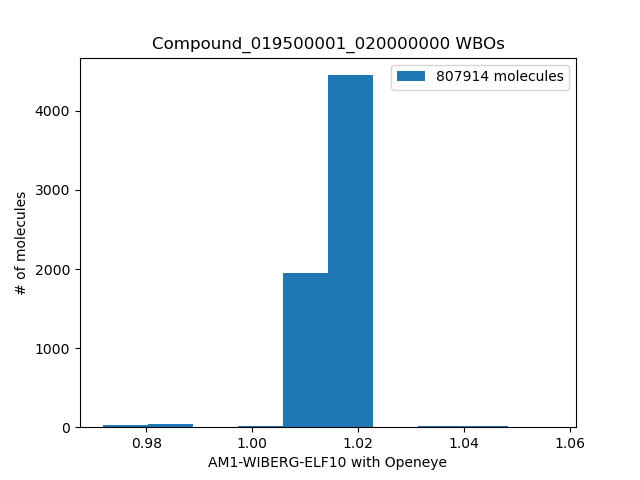 Compound_019500001_020000000 WBOs
807914 molecules
# of molecules
4000
3000
2000
1000
0
0.98 1.00 1.02 1.04 1.06
AM1-WIBERG-ELF10 with Openeye